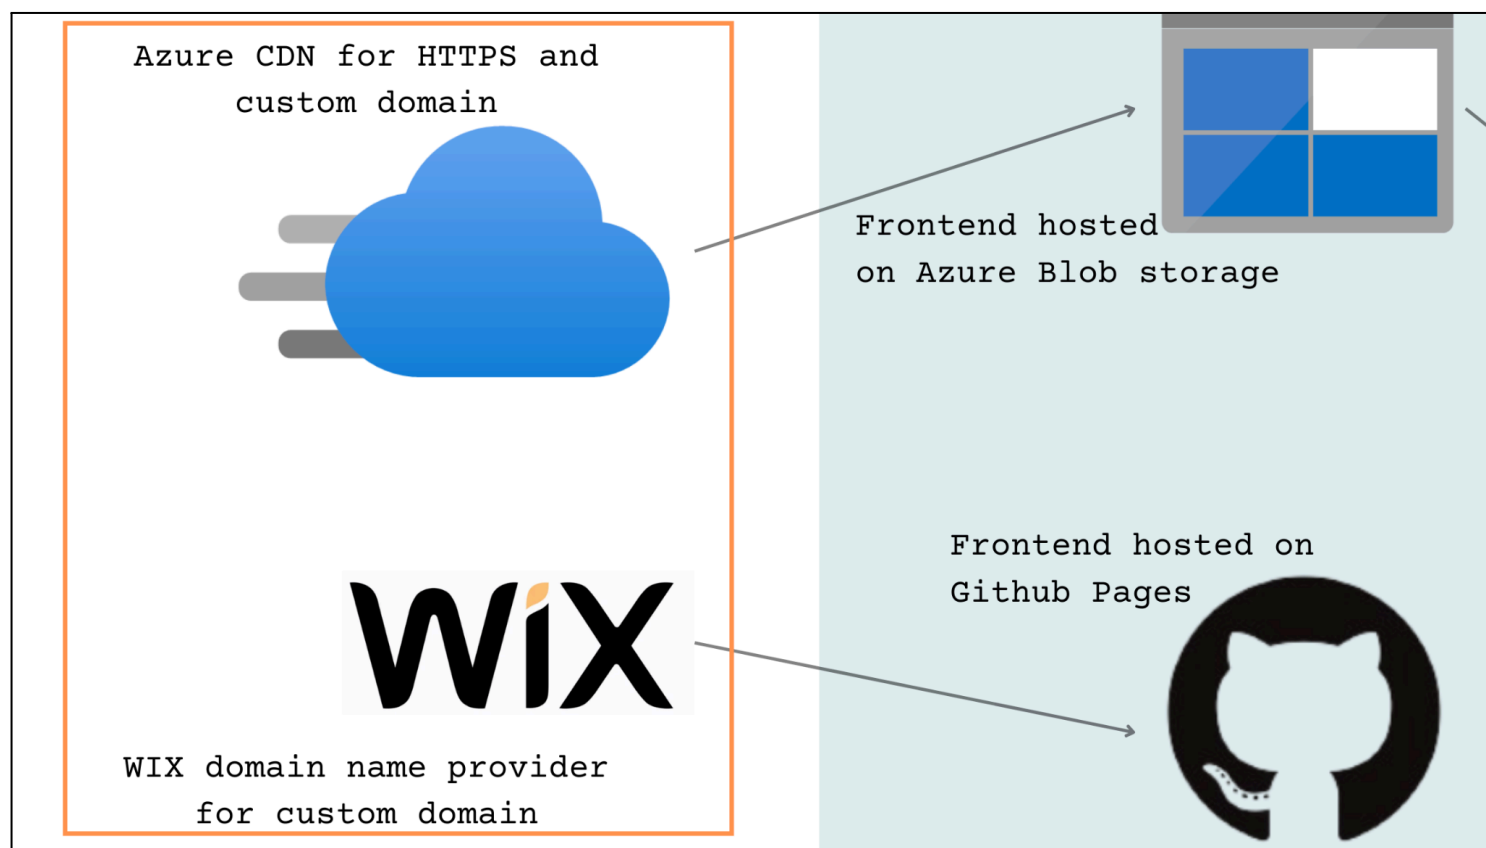 Azure CDN for HTTPS and
custom domain
Frontend hosted
on Azure Blob storage
Frontend hosted on
Github Pages
WiX
WIX domain name provider
for custom domain